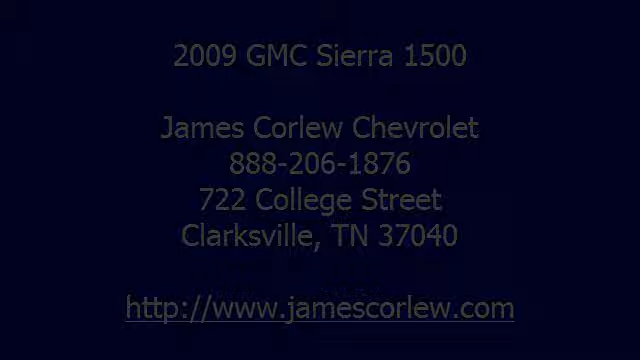 2009 GMC Sierra 1500
James Corlew Chevrolet
888-206-1876
722 College Street
Clarksville, TN 37040
http://www.jamescorlew.com